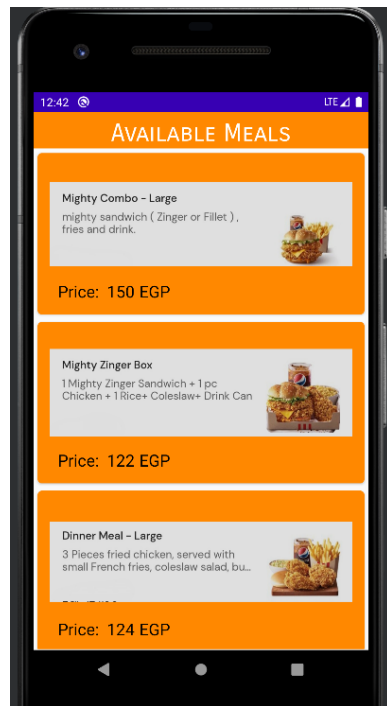 12:42
LTE
Available Meals
Mighty Combo - Large
mighty sandwich ( Zinger or Fillet ) ,
fries and drink.
Price: 150 EGP
Mighty Zinger Box
1 Mighty Zinger Sandwich + 1 pc
Chicken + 1 Rice+ Coleslaw+ Drink Can
Price: 122 EGP
Dinner Meal - Large
3 Pieces fried chicken, served with
small French fries, coleslaw salad, bu...
Price: 124 EGP